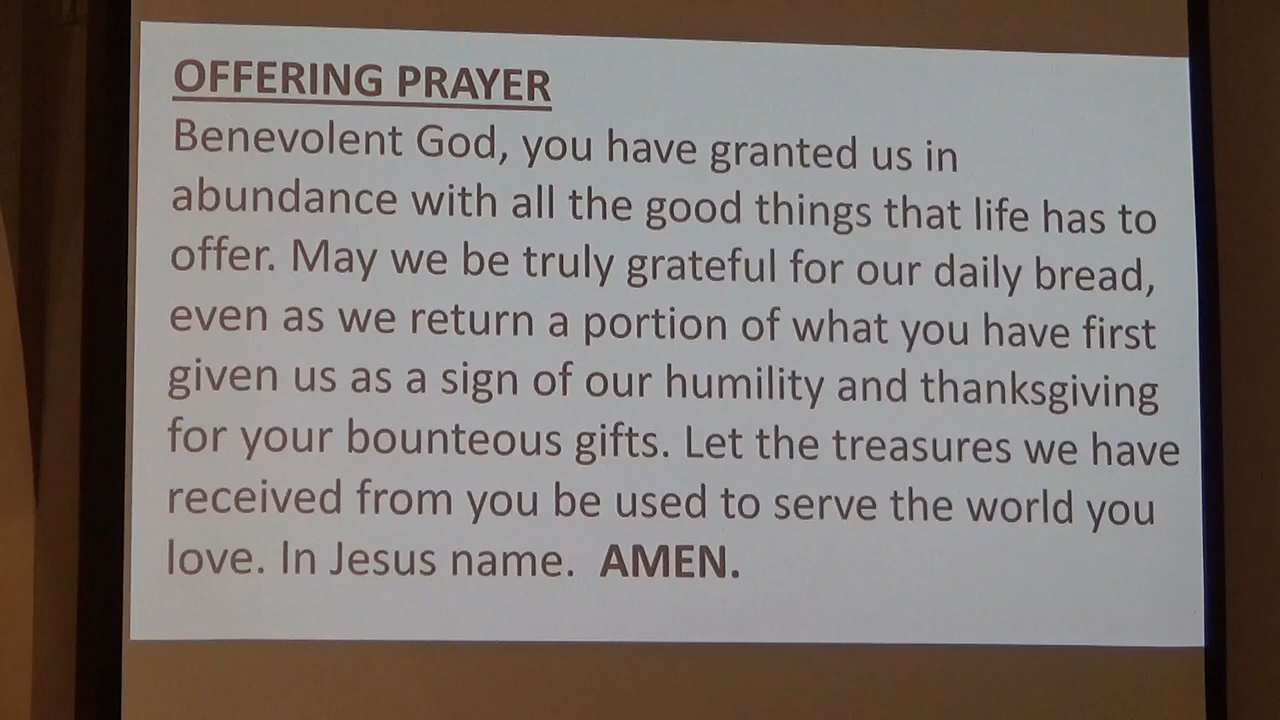 OFFERING PRAYER
Benevolent God, you have granted us in
abundance with all the good things that life has to
offer. May we be truly grateful for our daily bread,
even as we return a portion of what you have first
given us as a sign of our humility and thanksgiving
for your bounteous gifts. Let the treasures we have
received from you be used to serve the world you
love. In Jesus name.  AMEN.